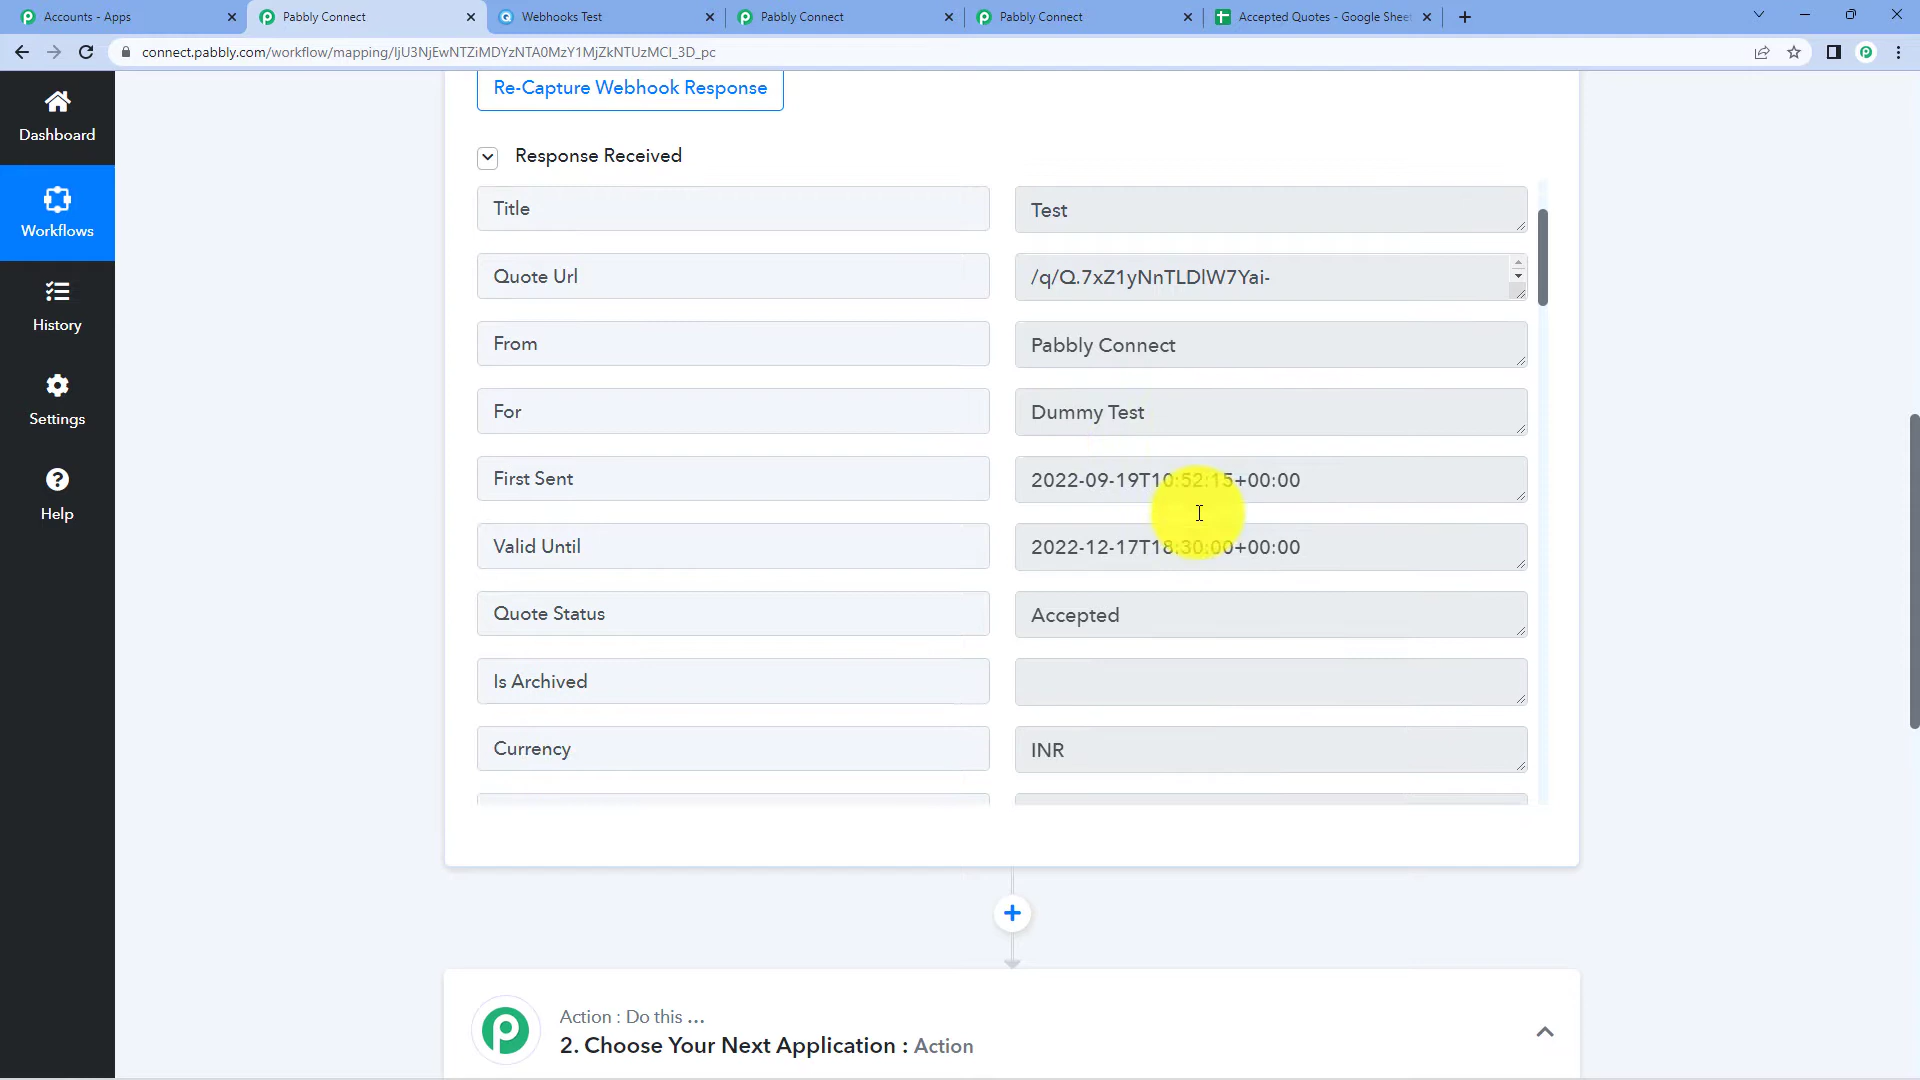 Accounts - Apps
Pabbly Connect
Webhooks Test
Pabbly Connect
Pabbly Connect
Accepted Quotes - Google Sheet
connect.pabbly.com/workflow/mapping/
Dashboard
Workflows
History
Settings
Help
Re-Capture Webhook Response
Response Received
Title
Test
Quote Url
/q/Q.7xZ1yNnTLDlW7Yai-
From
Pabbly Connect
For
Dummy Test
First Sent
2022-09-19T10:52:15+00:00
Valid Until
2022-12-17T18:30:00+00:00
Quote Status
Accepted
Is Archived
Currency
INR
Action : Do this ...
2. Choose Your Next Application : Action